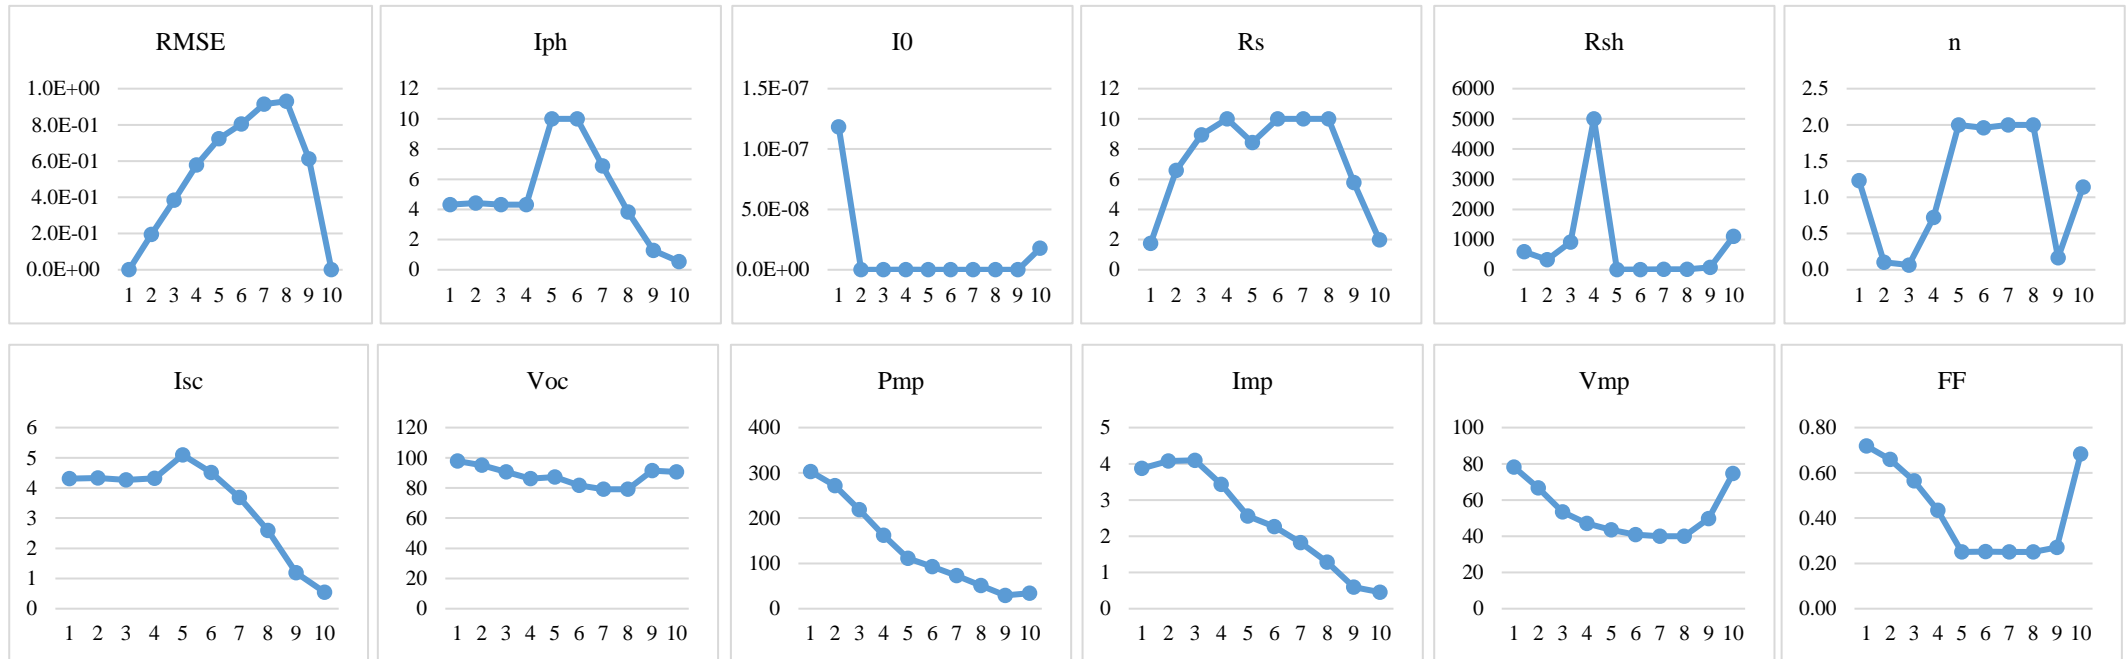 RMSE
1.0E+00
8.0E-01
6.0E-01
4.0E-01
2.0E-01
0.0E+00
1 2 3 4 5 6 7 8 9 10
Iph
12
10
8
6
4
2
0
1 2 3 4 5 6 7 8 9 10
I0
1.5E-07
1.0E-07
5.0E-08
0.0E+00
1 2 3 4 5 6 7 8 9 10
Rs
12
10
8
6
4
2
0
1 2 3 4 5 6 7 8 9 10
Rsh
6000
5000
4000
3000
2000
1000
0
1 2 3 4 5 6 7 8 9 10
n
2.5
2.0
1.5
1.0
0.5
0.0
1 2 3 4 5 6 7 8 9 10
Isc
6
5
4
3
2
1
0
1 2 3 4 5 6 7 8 9 10
Voc
120
100
80
60
40
20
0
1 2 3 4 5 6 7 8 9 10
Pmp
400
300
200
100
0
1 2 3 4 5 6 7 8 9 10
Imp
5
4
3
2
1
0
1 2 3 4 5 6 7 8 9 10
Vmp
100
80
60
40
20
0
1 2 3 4 5 6 7 8 9 10
FF
0.80
0.60
0.40
0.20
0.00
1 2 3 4 5 6 7 8 9 10